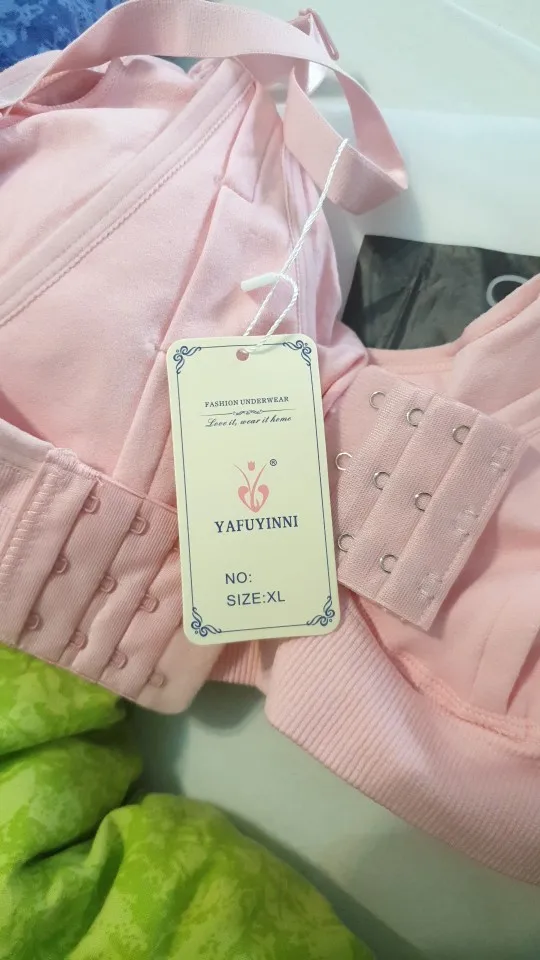 FASHION UNDERWEAR
Love it, wear it home
®
YAFUYINNI
NO:
SIZE:XL